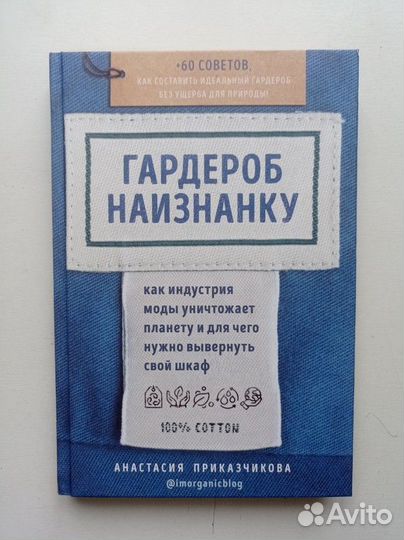 +60 СОВЕТОВ,
КАК СОСТАВИТЬ ИДЕАЛЬНЫЙ ГАРДЕРОБ
БЕЗ УЩЕРБА ДЛЯ ПРИРОДЫ!
ГАРДЕРОБ
НАИЗНАНКУ
как индустрия
моды уничтожает
планету и для чего
нужно вывернуть
свой шкаф
100% COTTON
АНАСТАСИЯ ПРИКАЗЧИКОВА
@imorganicblog
Avito